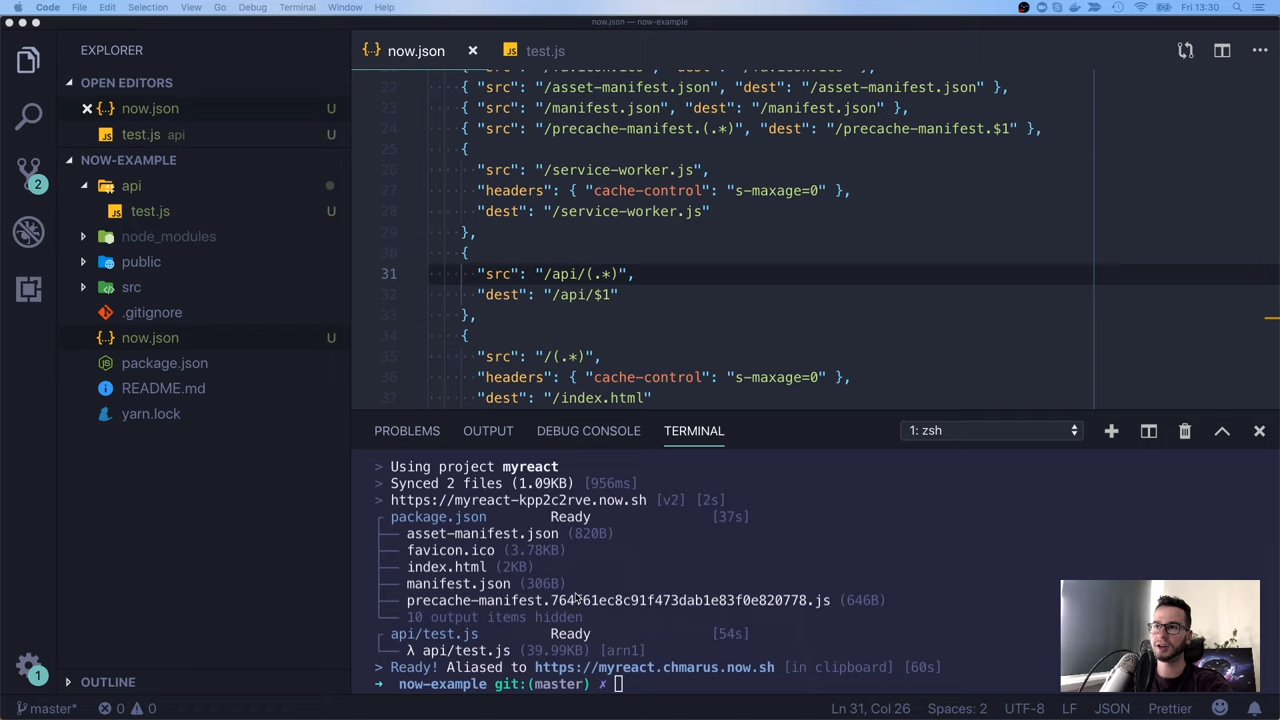 Code File Edit Selection View Go Debug Terminal Window Help Fri 13:30
now.json — now-example
EXPLORER
OPEN EDITORS
now.json U
test.js api U
NOW-EXAMPLE
api
test.js U
node_modules
public
src
.gitignore
now.json U
package.json
README.md
yarn.lock
OUTLINE
2
1
now.json
test.js
22 { "src": "/asset-manifest.json", "dest": "/asset-manifest.json" },
23 { "src": "/manifest.json", "dest": "/manifest.json" },
24 { "src": "/precache-manifest.(.*)", "dest": "/precache-manifest.$1" },
25 {
26 "src": "/service-worker.js",
27 "headers": { "cache-control": "s-maxage=0" },
28 "dest": "/service-worker.js"
29 },
30 {
31 "src": "/api/(.*)",
32 "dest": "/api/$1"
33 },
34 {
35 "src": "/(.*)",
36 "headers": { "cache-control": "s-maxage=0" },
37 "dest": "/index.html"
PROBLEMS OUTPUT DEBUG CONSOLE TERMINAL 1: zsh
> Using project myreact
> Synced 2 files (1.09KB) [956ms]
> https://myreact-kpp2c2rve.now.sh [v2] [2s]
package.json Ready [37s]
asset-manifest.json (820B)
favicon.ico (3.78KB)
index.html (2KB)
manifest.json (306B)
(646B)
10 output items hidden
api/test.js Ready [54s]
λ api/test.js (39.99KB) [arn1]
> Ready! Aliased to https://myreact.chmarus.now.sh [in clipboard] [60s]
→ now-example git:(master) ✗
master* 0 0 Ln 31, Col 26 Spaces: 2 UTF-8 LF JSON Prettier